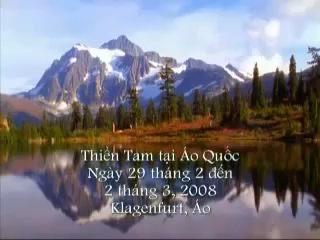 Thiền Tam tại Áo Quốc
Ngày 29 tháng 2 đến
2 tháng 3, 2008
Klagenfurt, Áo